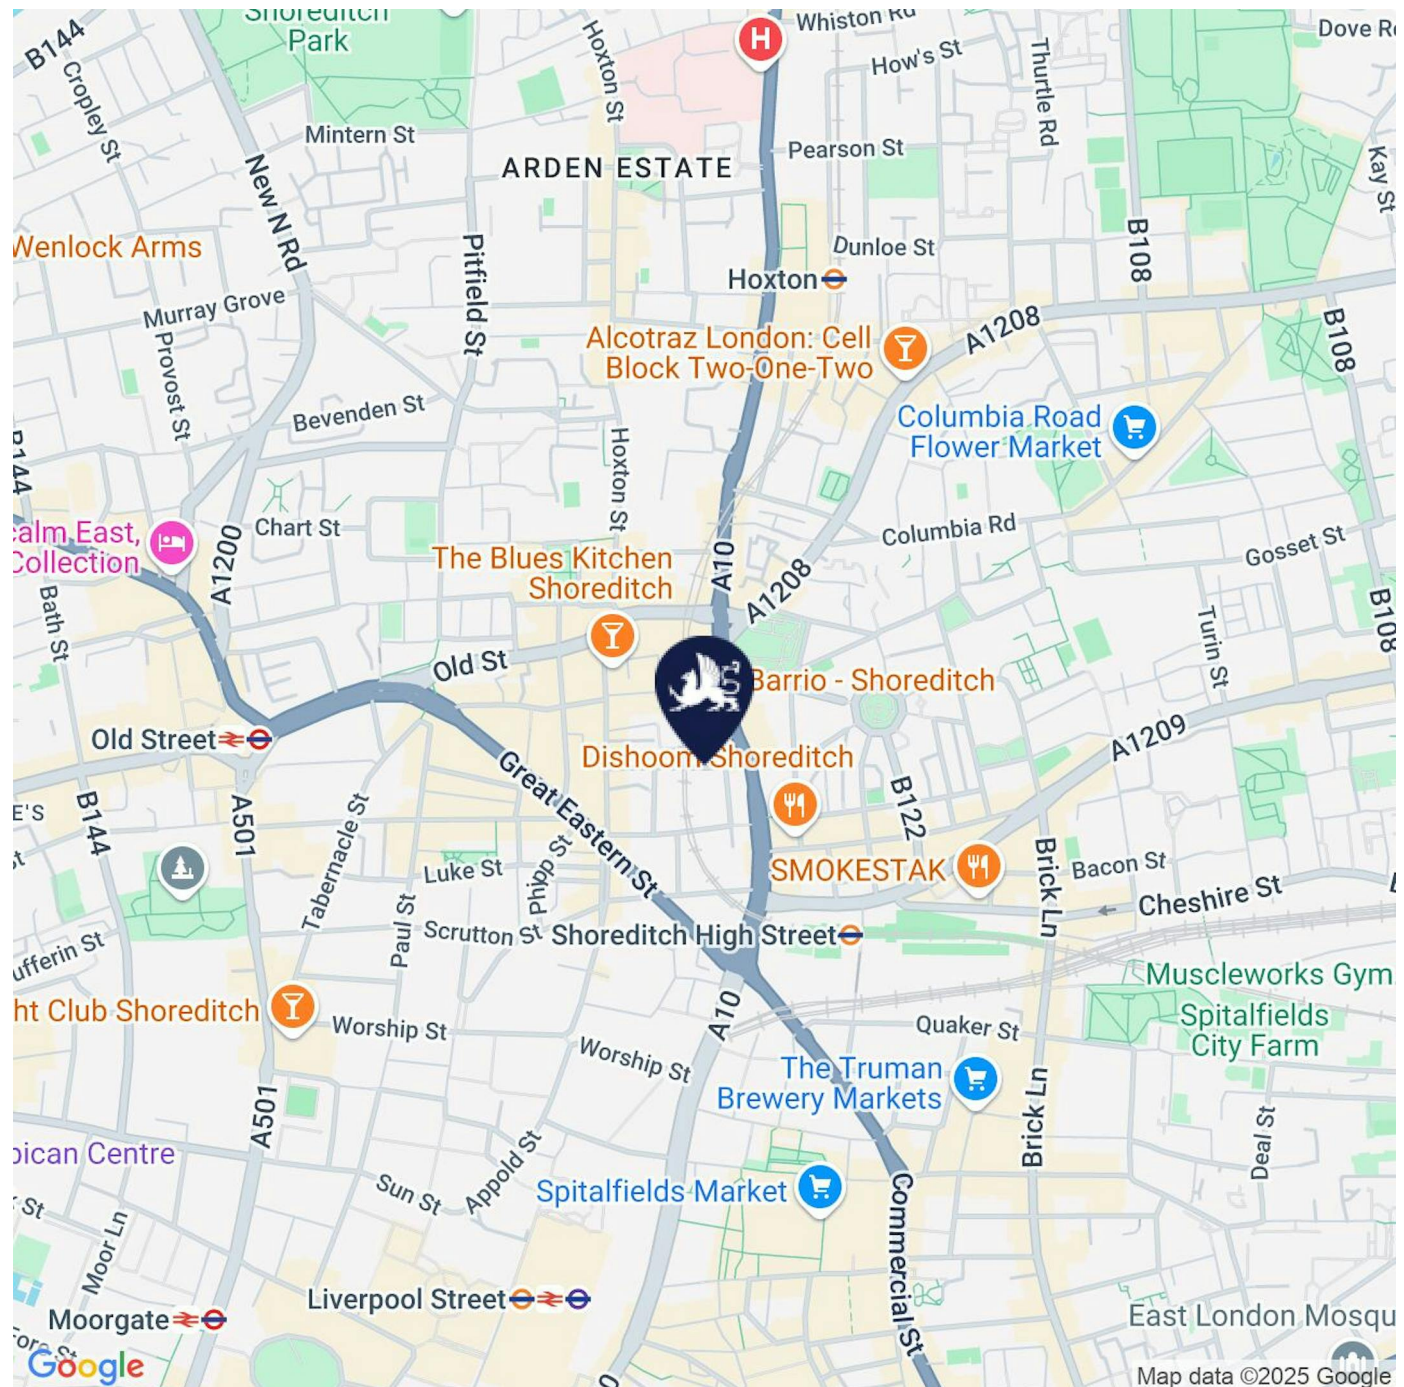 Shoreditch
Park
B144
Cropley St
Mintern St
New N Rd
Hoxton St
Whiston Rd
How's St
Thurtle Rd
Dove R
Pearson St
ARDEN ESTATE
Kay St
Wenlock Arms
Pitfield St
Dunloe St
B108
Hoxton
Murray Grove
Provost St
Alcotraz London: Cell
Block Two-One-Two
A1208
B108
Bevenden St
Columbia Road
Flower Market
B144
Hoxton St
Chart St
A1200
calm East,
Collection
Columbia Rd
Gosset St
The Blues Kitchen
Shoreditch
A10
A1208
Bath St
Turin St
B108
Old St
Barrio - Shoreditch
Old Street
Dishoom Shoreditch
A1209
Great Eastern St
E'S
B144
A501
Tabernacle St
B122
Luke St
Phipp St
SMOKESTAK
Brick Ln
Bacon St
Cheshire St
Paul St
Scrutton St
Shoreditch High Street
ufferin St
Muscleworks Gym
Spitalfields
City Farm
ht Club Shoreditch
Worship St
A10
Quaker St
Worship St
The Truman
Brewery Markets
A501
Brick Ln
Deal St
bican Centre
Appold St
Sun St
Spitalfields Market
Commercial St
St
Moor Ln
Liverpool Street
Moorgate
East London Mosqu
Fore St
Google
Map data ©2025 Google